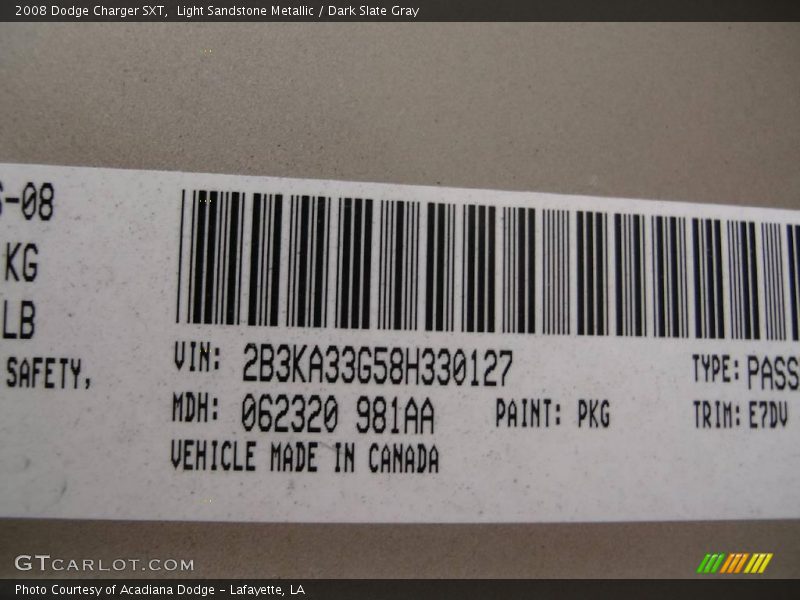 2008 Dodge Charger SXT,  Light Sandstone Metallic / Dark Slate Gray
-08
KG
LB
SAFETY,
VIN: 2B3KA33G58H330127 TYPE: PASS
MDH: 062320 981AA PAINT: PKG TRIM: E7DV
VEHICLE MADE IN CANADA
GTCARLOT.COM
Photo Courtesy of Acadiana Dodge - Lafayette, LA